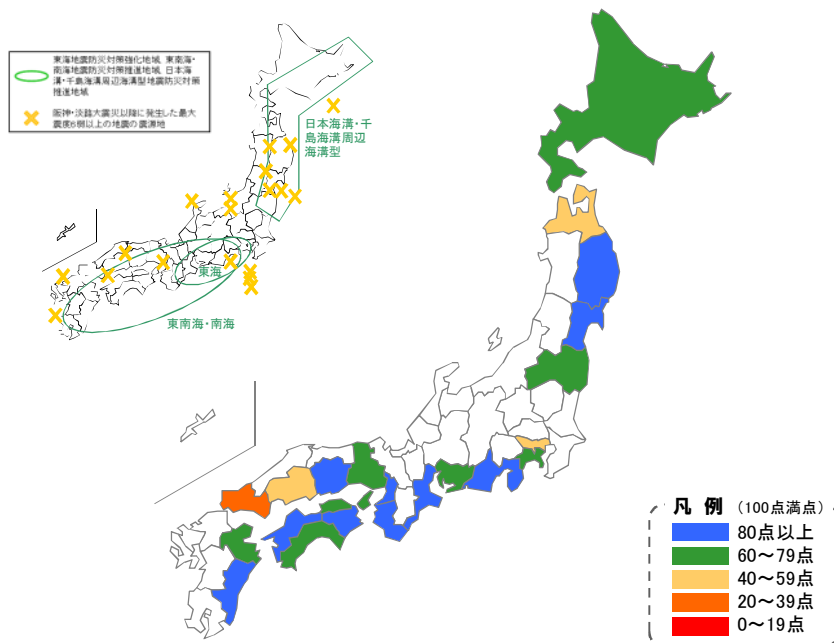 東海地震防災対策強化地域、東南海・
南海地震防災対策推進地域、日本海
溝・千島海溝周辺海溝型地震防災対策
推進地域
阪神・淡路大震災以降に発生した最大
震度6弱以上の地震の震源地
日本海溝・千
島海溝周辺
海溝型
東海
東南海・南海
凡 例 (100点満点)
80点以上
60～79点
40～59点
20～39点
0～19点